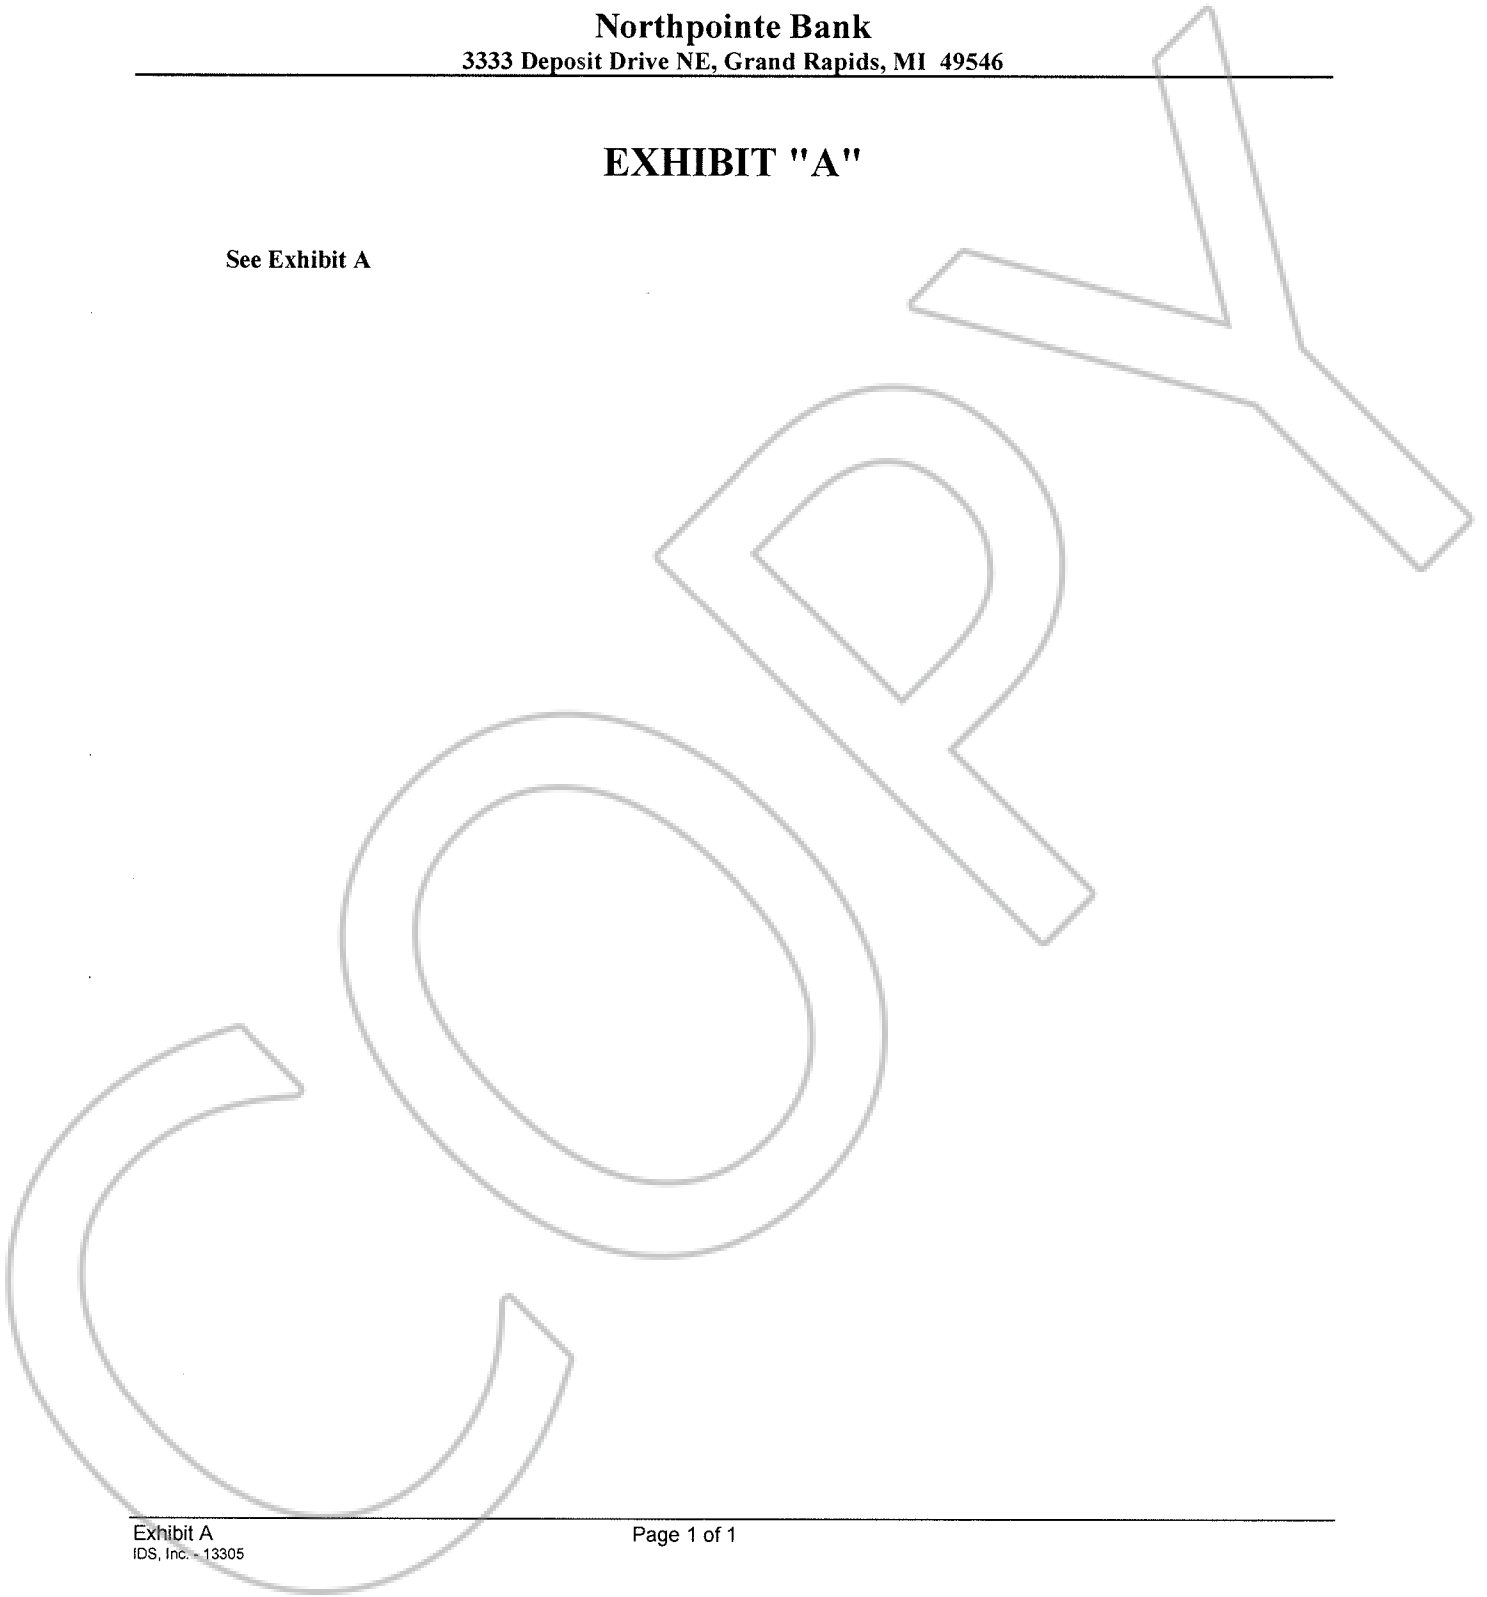 Northpointe Bank
3333 Deposit Drive NE, Grand Rapids, MI 49546
EXHIBIT "A"
See Exhibit A
COPY
Exhibit A
Page 1 of 1
IDS, Inc. - 13305